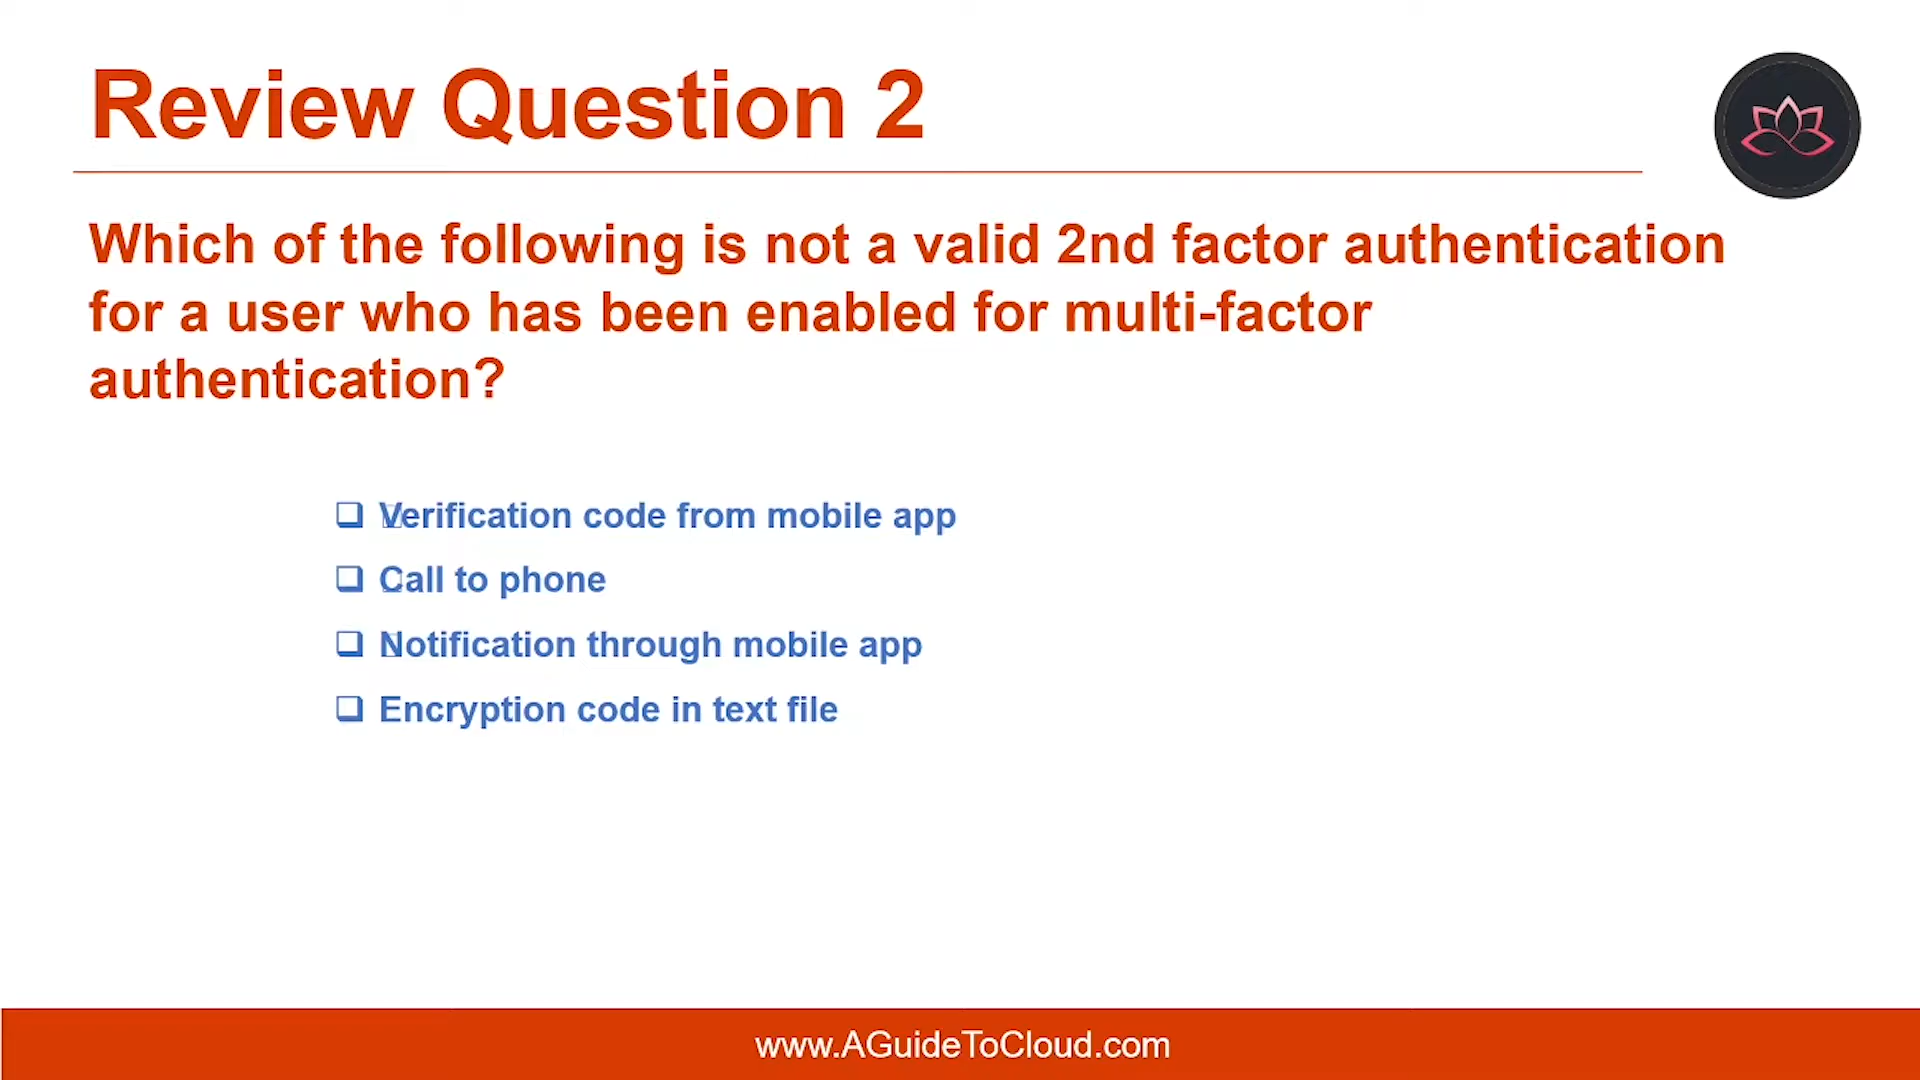 Review Question 2
Which of the following is not a valid 2nd factor authentication
for a user who has been enabled for multi-factor
authentication?
Verification code from mobile app
Call to phone
Notification through mobile app
Encryption code in text file
www.AGuideToCloud.com